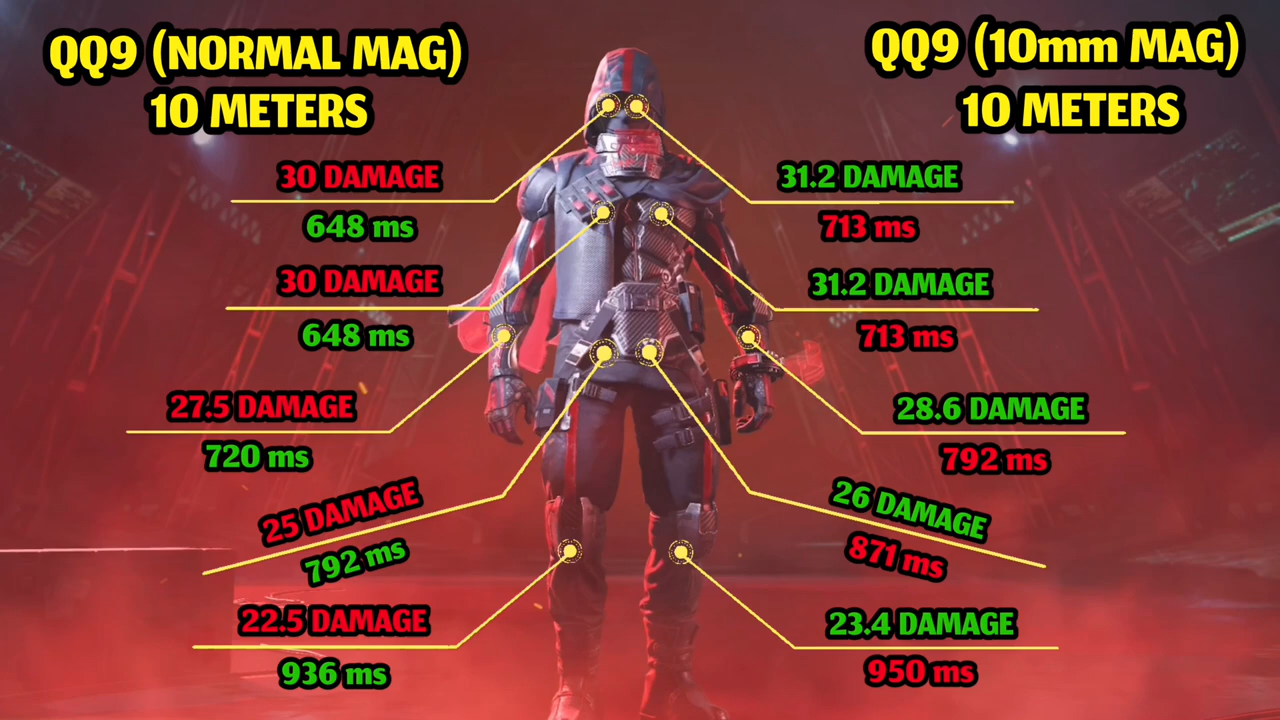 QQ9 (NORMAL MAG)
10 METERS
30 DAMAGE
648 ms
30 DAMAGE
648 ms
27.5 DAMAGE
720 ms
25 DAMAGE
792 ms
22.5 DAMAGE
936 ms
QQ9 (10mm MAG)
10 METERS
31.2 DAMAGE
713 ms
31.2 DAMAGE
713 ms
28.6 DAMAGE
792 ms
26 DAMAGE
871 ms
23.4 DAMAGE
950 ms